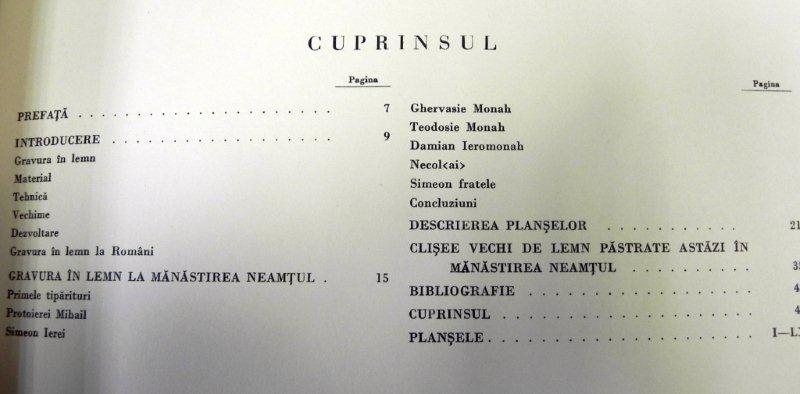 CUPRINSUL
Pagina
PREFAȚĂ . . . . . . . . . . . . . . . . . . . . . . 7
INTRODUCERE . . . . . . . . . . . . . . . . . . . 9
Gravura în lemn
Material
Tehnică
Vechime
Dezvoltare
Gravura în lemn la Români
GRAVURA ÎN LEMN LA MĂNĂSTIREA NEAMȚUL . 15
Primele tipărituri
Protoierei Mihail
Simeon Ierei
Pagina
Ghervasie Monah
Teodosie Monah
Damian Ieromonah
Necol<ai>
Simeon fratele
Concluziuni
DESCRIEREA PLANȘELOR . . . . . . . . . . . 21
CLIȘEE VECHI DE LEMN PĂSTRATE ASTĂZI ÎN
MĂNĂSTIREA NEAMȚUL . . . . . . . . . .
BIBLIOGRAFIE . . . . . . . . . . . . . . . . . . 4
CUPRINSUL . . . . . . . . . . . . . . . . . . . . 4
PLANȘELE . . . . . . . . . . . . . . . . . . . . I—L